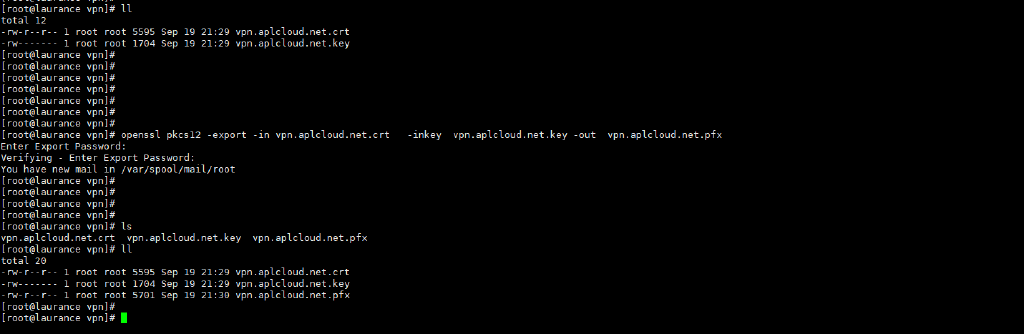 [root@laurance vpn]# ll
total 12
-rw-r--r-- 1 root root 5595 Sep 19 21:29 vpn.aplcloud.net.crt
-rw------- 1 root root 1704 Sep 19 21:29 vpn.aplcloud.net.key
[root@laurance vpn]#
[root@laurance vpn]#
[root@laurance vpn]#
[root@laurance vpn]#
[root@laurance vpn]#
[root@laurance vpn]#
[root@laurance vpn]#
[root@laurance vpn]# openssl pkcs12 -export -in vpn.aplcloud.net.crt   -inkey  vpn.aplcloud.net.key -out  vpn.aplcloud.net.pfx
Enter Export Password:
Verifying - Enter Export Password:
You have new mail in /var/spool/mail/root
[root@laurance vpn]#
[root@laurance vpn]#
[root@laurance vpn]#
[root@laurance vpn]#
[root@laurance vpn]# ls
vpn.aplcloud.net.crt  vpn.aplcloud.net.key  vpn.aplcloud.net.pfx
[root@laurance vpn]# ll
total 20
-rw-r--r-- 1 root root 5595 Sep 19 21:29 vpn.aplcloud.net.crt
-rw------- 1 root root 1704 Sep 19 21:29 vpn.aplcloud.net.key
-rw-r--r-- 1 root root 5701 Sep 19 21:30 vpn.aplcloud.net.pfx
[root@laurance vpn]#
[root@laurance vpn]#